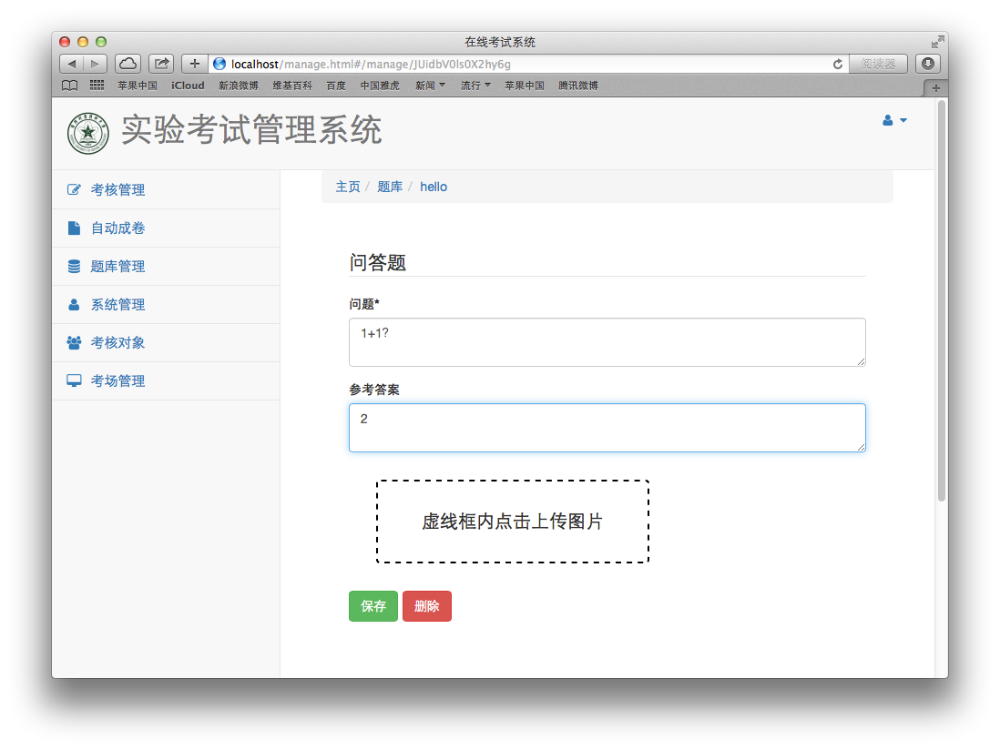 在线考试系统
localhost/manage.html#/manage/JUidbV0ls0X2hy6g
阅读器
苹果中国 iCloud 新浪微博 维基百科 百度 中国雅虎 新闻 流行 苹果中国 腾讯微博
实验考试管理系统
考核管理
自动成卷
题库管理
系统管理
考核对象
考场管理
主页 / 题库 / hello
问答题
问题*
1+1?
参考答案
2
虚线框内点击上传图片
保存 删除